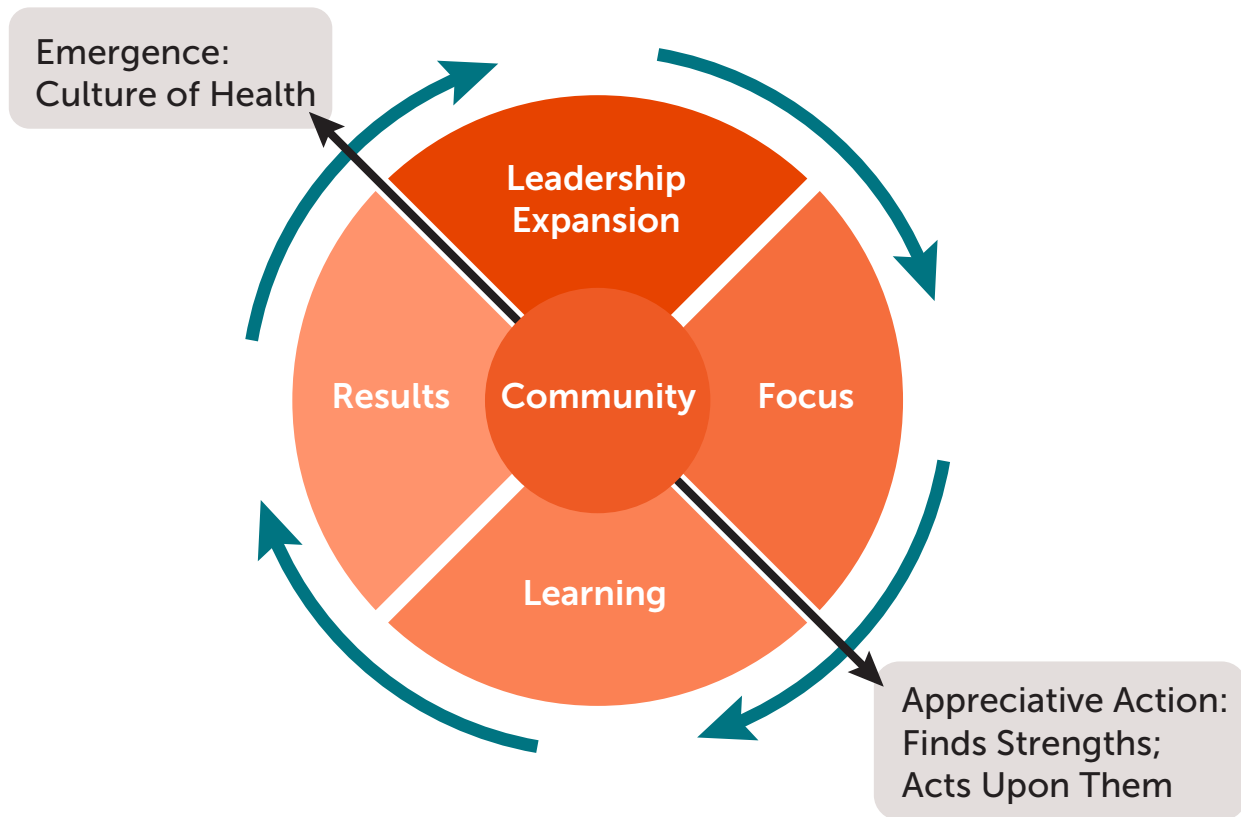 Emergence:
Culture of Health
Leadership
Expansion
Results
Community
Focus
Learning
Appreciative Action:
Finds Strengths;
Acts Upon Them